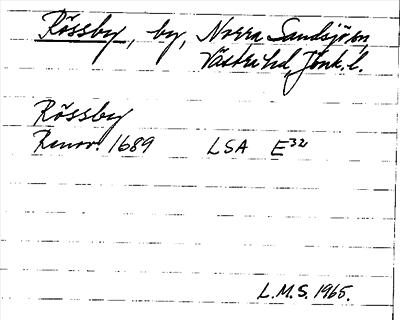 Rössby, by, Norra Sandsjö sn,
Västra hd, Jönk. l.
Rössby
Renov. 1689 LSA E32
L.M.S. 1965.